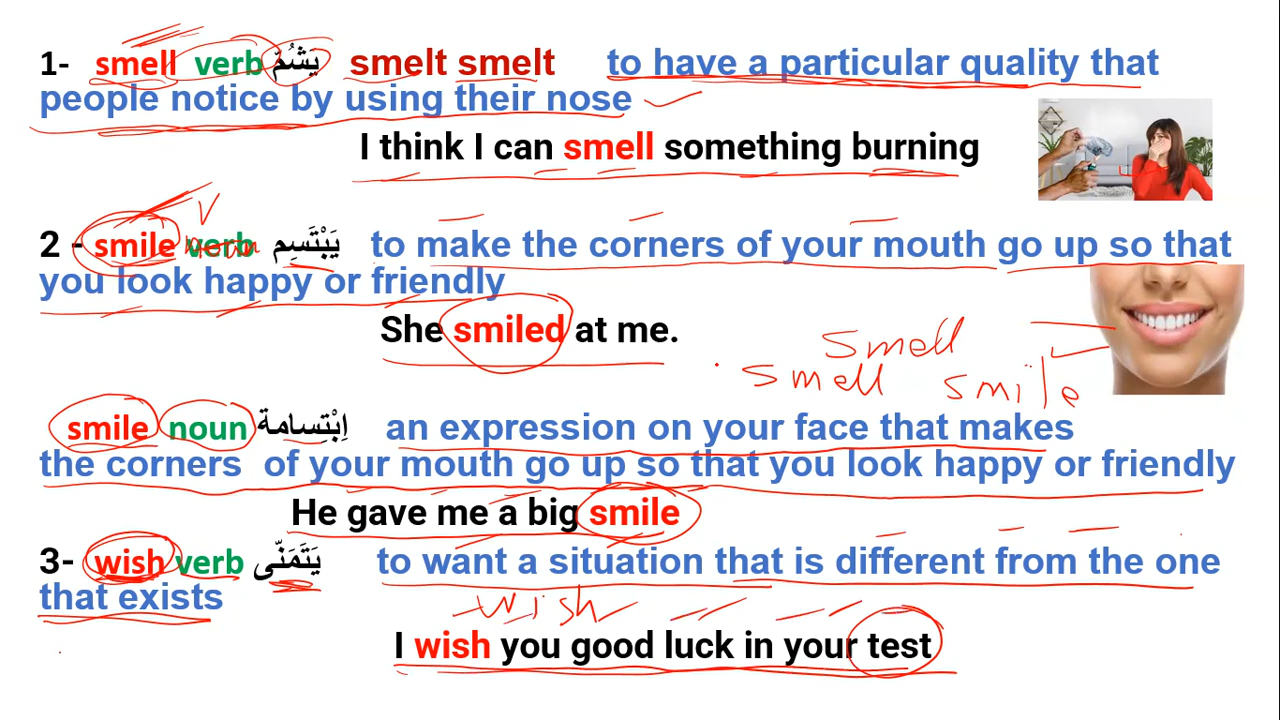 1- smell verb يَشُمّ smelt smelt to have a particular quality that
people notice by using their nose
I think I can smell something burning
2 - smile verb يَبْتَسِم to make the corners of your mouth go up so that
you look happy or friendly
She smiled at me.
smell
smell smile
smile noun اِبْتِسامة an expression on your face that makes
the corners of your mouth go up so that you look happy or friendly
He gave me a big smile
3- wish verb يَتَمَنّى to want a situation that is different from the one
that exists
wish
I wish you good luck in your test